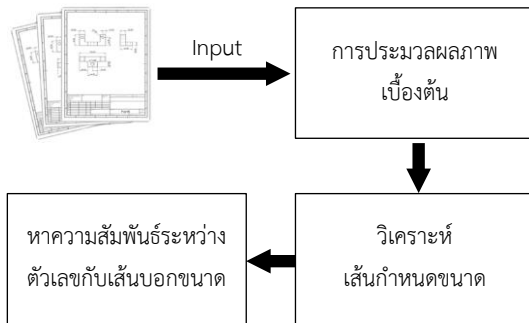 Input
การประมวลผลภาพ
เบื้องต้น
วิเคราะห์
เส้นกำหนดขนาด
หาความสัมพันธ์ระหว่าง
ตัวเลขกับเส้นบอกขนาด